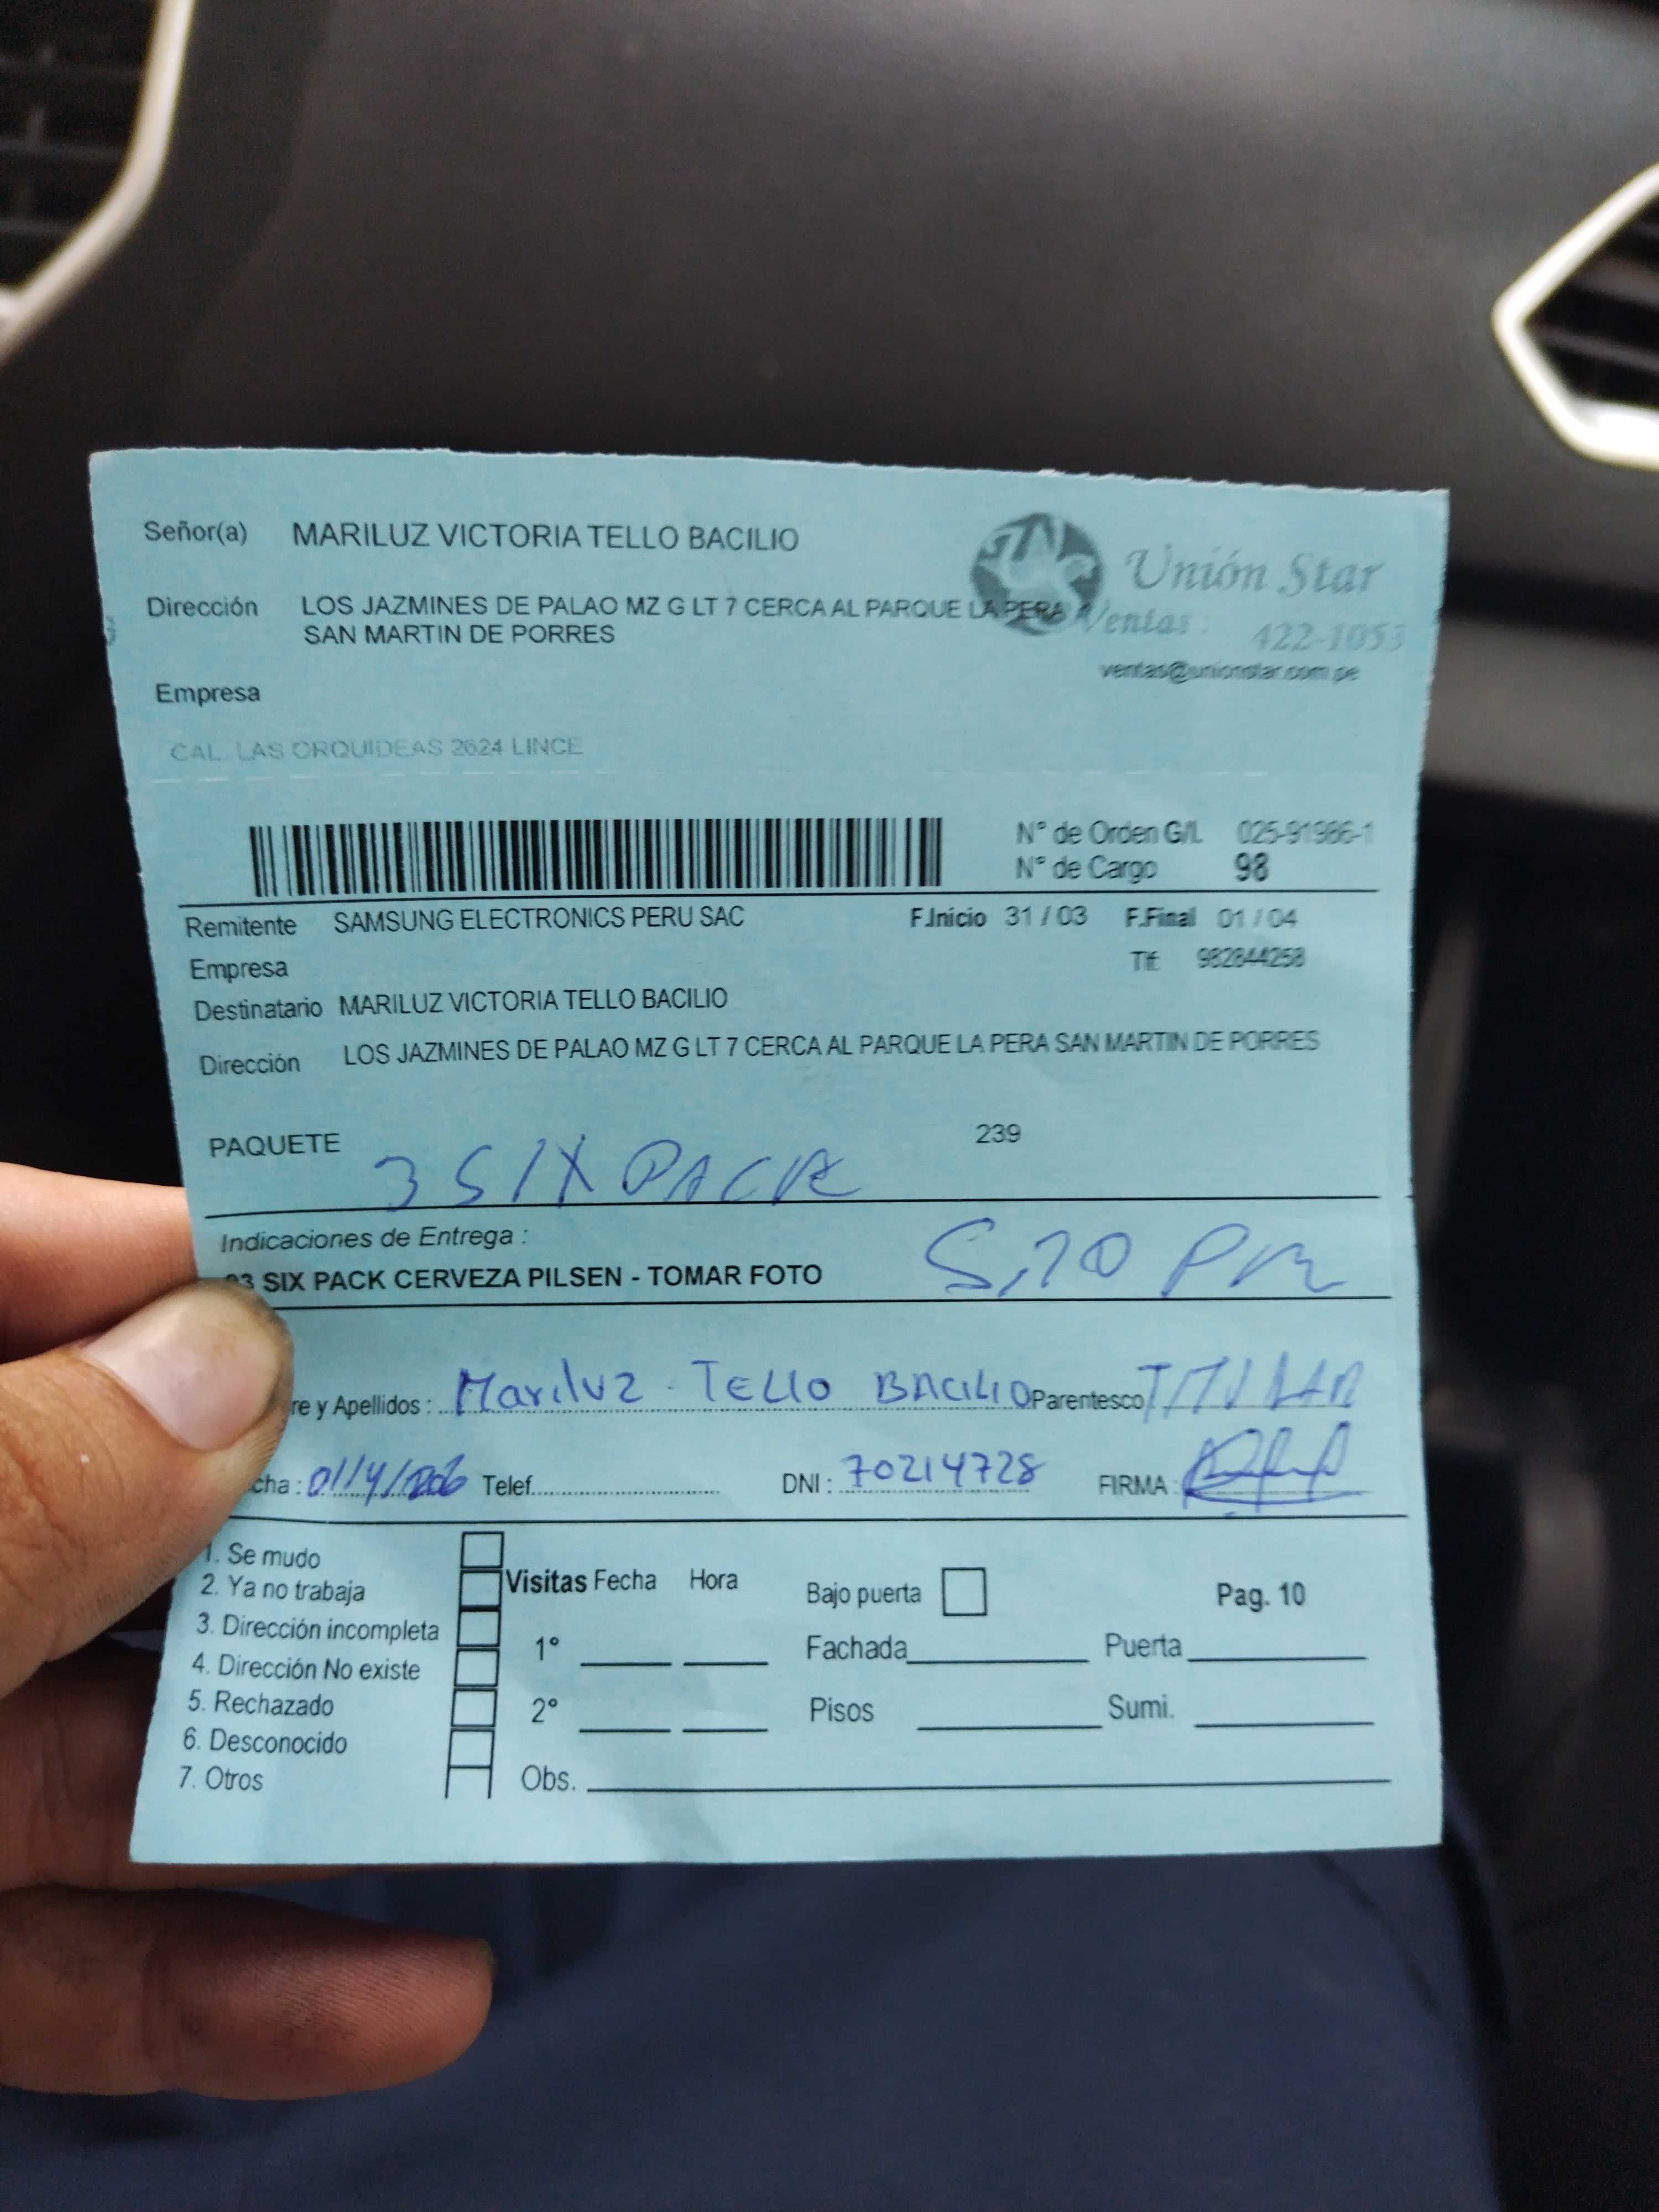 Señor(a) MARILUZ VICTORIA TELLO BACILIO
Unión Star
Dirección LOS JAZMINES DE PALAO MZ G LT 7 CERCA AL PARQUE LA PERA
SAN MARTIN DE PORRES
Ventas : 422-1053
ventas@unionstar.com.pe
Empresa
CAL. LAS ORQUIDEAS 2624 LINCE
N° de Orden G/L 025-91986-1
N° de Cargo 98
Remitente SAMSUNG ELECTRONICS PERU SAC F.Inicio 31 / 03 F.Final 01 / 04
Empresa Tlf: 982844258
Destinatario MARILUZ VICTORIA TELLO BACILIO
Dirección LOS JAZMINES DE PALAO MZ G LT 7 CERCA AL PARQUE LA PERA SAN MARTIN DE PORRES
PAQUETE 3 SIX PACK 239
Indicaciones de Entrega :
03 SIX PACK CERVEZA PILSEN - TOMAR FOTO
5,10 PM
re y Apellidos : Mariluz Tello BACILIO Parentesco TITULAR
cha : 01/4/ Telef. DNI : 70214728 FIRMA :
1. Se mudo
2. Ya no trabaja
3. Dirección incompleta
4. Dirección No existe
5. Rechazado
6. Desconocido
7. Otros
Visitas Fecha Hora
1°
2°
Obs.
Bajo puerta Pag. 10
Fachada Puerta
Pisos Sumi.